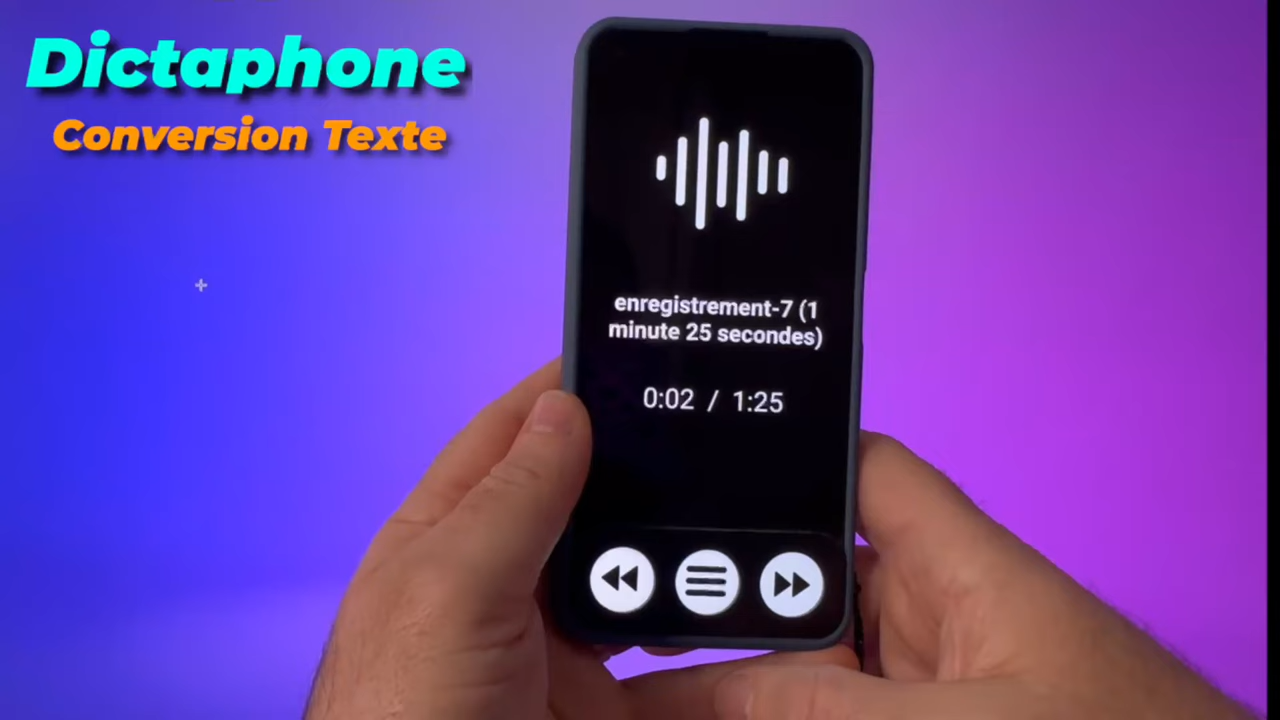 Dictaphone
Conversion Texte
enregistrement-7 (1
minute 25 secondes)
0:02 / 1:25